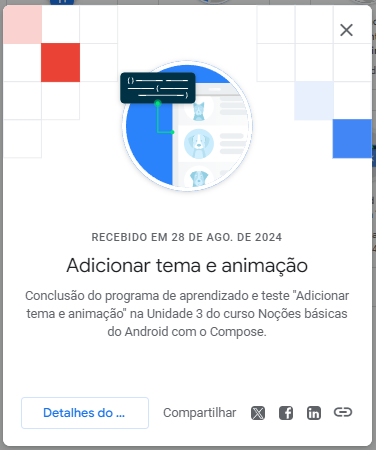 RECEBIDO EM 28 DE AGO. DE 2024
Adicionar tema e animação
Conclusão do programa de aprendizado e teste "Adicionar
tema e animação" na Unidade 3 do curso Noções básicas
do Android com o Compose.
Detalhes do ... Compartilhar